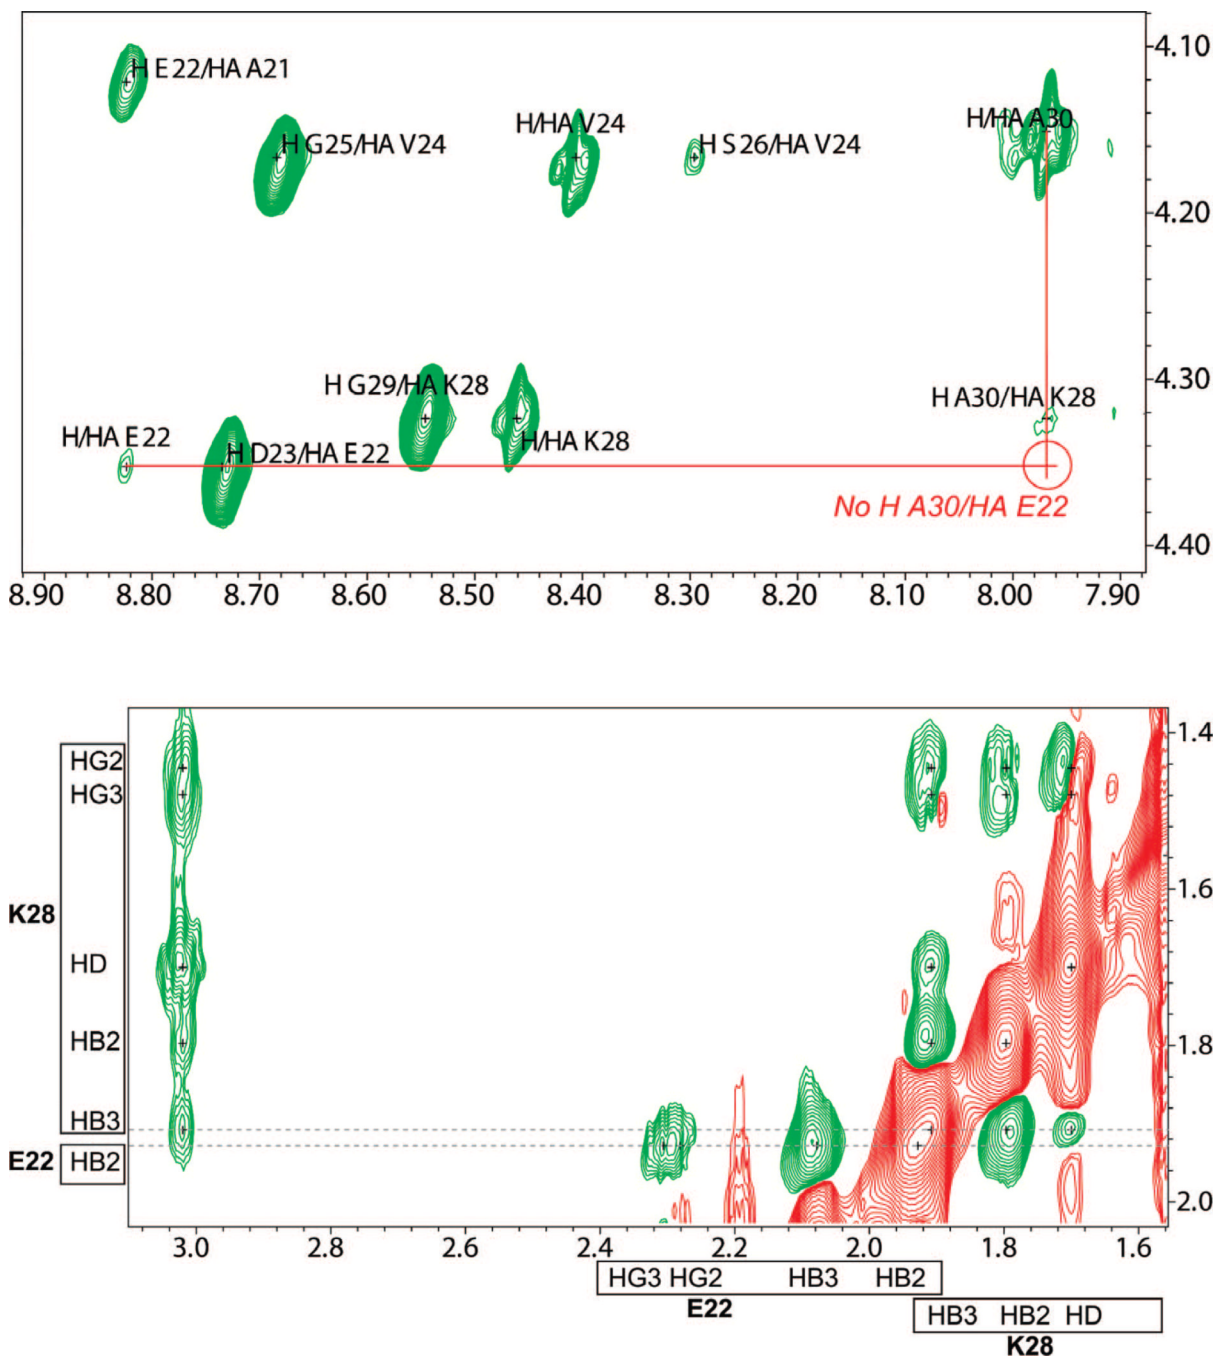 4.10
H E22/HA A21
H/HA V24
H/HA A30
H G25/HA V24
H S26/HA V24
4.20
4.30
H G29/HA K28
H A30/HA K28
H/HA E22
H/HA K28
H D23/HA E22
No H A30/HA E22
4.40
8.90 8.80 8.70 8.60 8.50 8.40 8.30 8.20 8.10 8.00 7.90
1.4
HG2
HG3
1.6
K28
HD
HB2
1.8
HB3
E22
HB2
2.0
3.0 2.8 2.6 2.4 2.2 2.0 1.8 1.6
HG3 HG2 HB3 HB2
E22
HB3 HB2 HD
K28